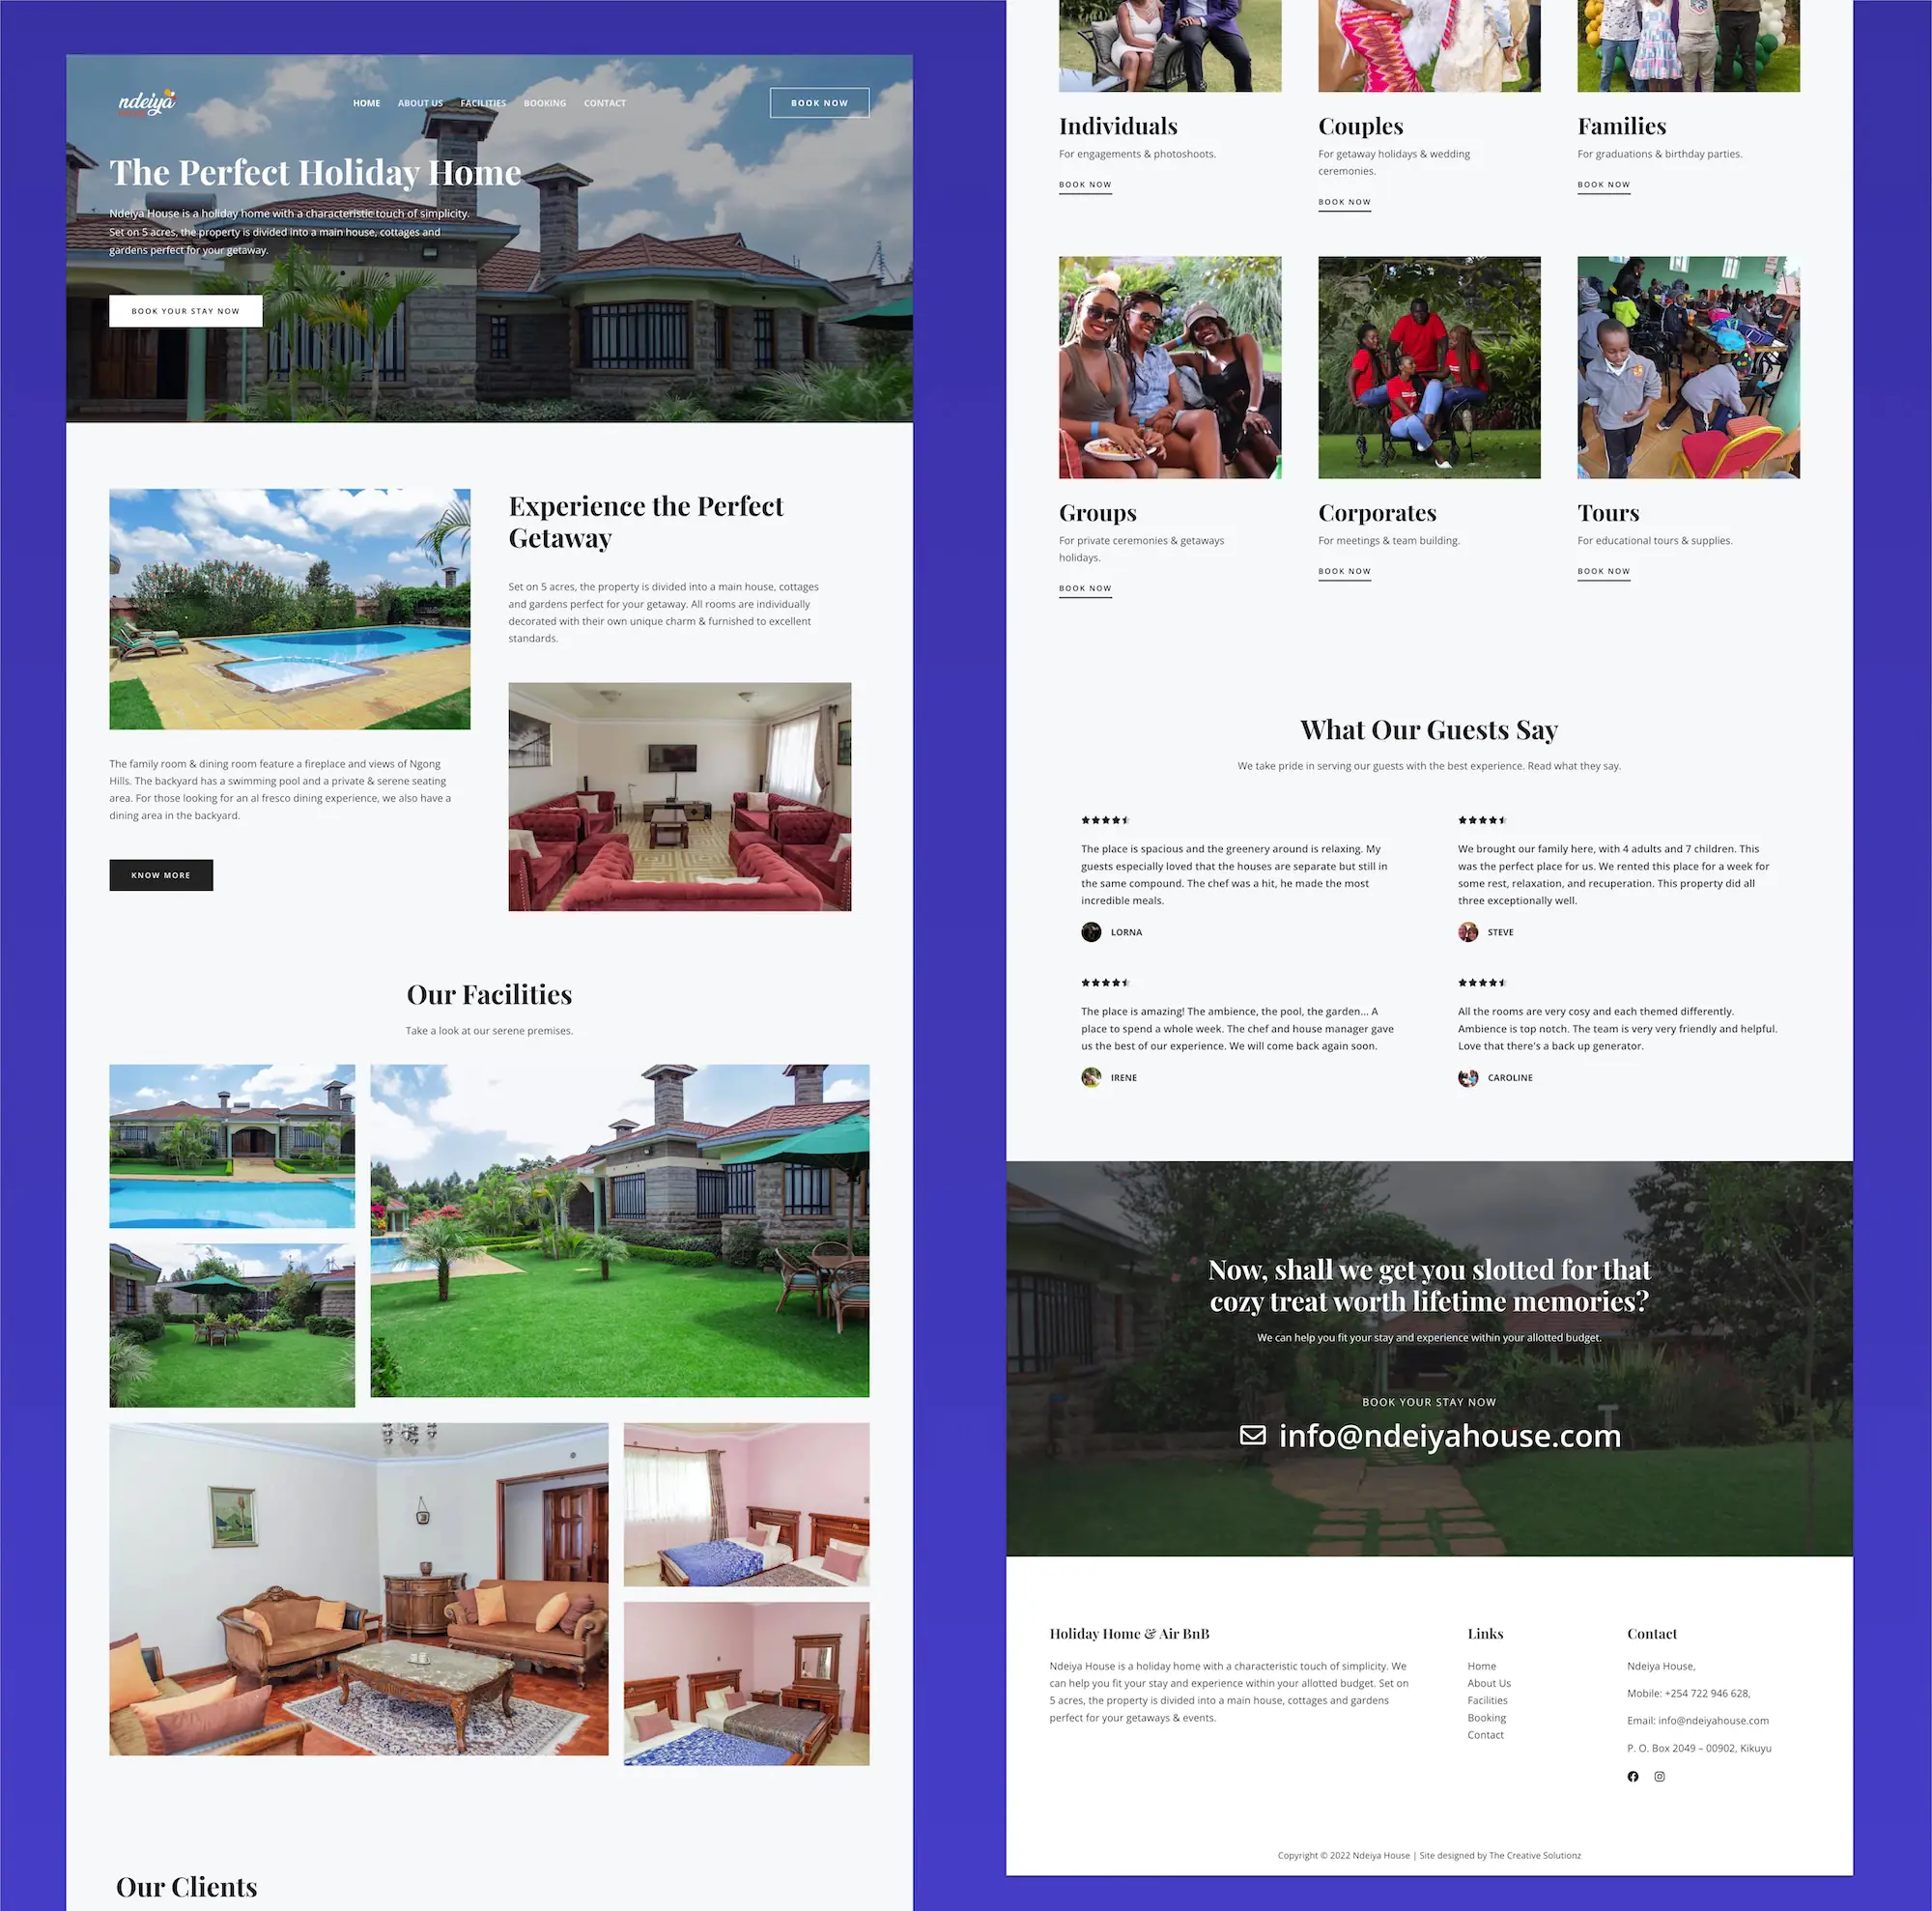 ndeiya
HOME ABOUT US FACILITIES BOOKING CONTACT
BOOK NOW
The Perfect Holiday Home
Ndeiya House is a holiday home with a characteristic touch of simplicity.
Set on 5 acres, the property is divided into a main house, cottages and
gardens perfect for your getaway.
BOOK YOUR STAY NOW
Experience the Perfect
Getaway
Set on 5 acres, the property is divided into a main house, cottages
and gardens perfect for your getaway. All rooms are individually
decorated with their own unique charm & furnished to excellent
standards.
The family room & dining room feature a fireplace and views of Ngong
Hills. The backyard has a swimming pool and a private & serene seating
area. For those looking for an al fresco dining experience, we also have a
dining area in the backyard.
KNOW MORE
Our Facilities
Take a look at our serene premises.
Our Clients
Individuals
For engagements & photoshoots.
BOOK NOW
Couples
For getaway holidays & wedding
ceremonies.
BOOK NOW
Families
For graduations & birthday parties.
BOOK NOW
Groups
For private ceremonies & getaways
holidays.
BOOK NOW
Corporates
For meetings & team building.
BOOK NOW
Tours
For educational tours & supplies.
BOOK NOW
What Our Guests Say
We take pride in serving our guests with the best experience. Read what they say.
The place is spacious and the greenery around is relaxing. My
guests especially loved that the houses are separate but still in
the same compound. The chef was a hit, he made the most
incredible meals.
LORNA
We brought our family here, with 4 adults and 7 children. This
was the perfect place for us. We rented this place for a week for
some rest, relaxation, and recuperation. This property did all
three exceptionally well.
STEVE
The place is amazing! The ambience, the pool, the garden... A
place to spend a whole week. The chef and house manager gave
us the best of our experience. We will come back again soon.
IRENE
All the rooms are very cosy and each themed differently.
Ambience is top notch. The team is very very friendly and helpful.
Love that there's a back up generator.
CAROLINE
Now, shall we get you slotted for that
cozy treat worth lifetime memories?
We can help you fit your stay and experience within your allotted budget.
BOOK YOUR STAY NOW
info@ndeiyahouse.com
Holiday Home & Air BnB
Ndeiya House is a holiday home with a characteristic touch of simplicity. We
can help you fit your stay and experience within your allotted budget. Set on
5 acres, the property is divided into a main house, cottages and gardens
perfect for your getaways & events.
Links
Home
About Us
Facilities
Booking
Contact
Contact
Ndeiya House,
Mobile: +254 722 946 628,
Email: info@ndeiyahouse.com
P. O. Box 2049 – 00902, Kikuyu
Copyright © 2022 Ndeiya House | Site designed by The Creative Solutionz